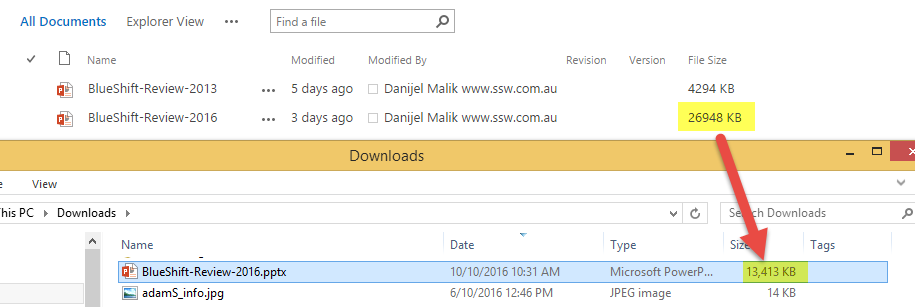 All Documents Explorer View ... Find a file
Name Modified Modified By Revision Version File Size
BlueShift-Review-2013 ... 5 days ago Danijel Malik www.ssw.com.au 4294 KB
BlueShift-Review-2016 ... 3 days ago Danijel Malik www.ssw.com.au 26948 KB
Downloads
View
This PC Downloads Search Downloads
Name Date Type Size Tags
BlueShift-Review-2016.pptx 10/10/2016 10:31 AM Microsoft PowerP... 13,413 KB
adamS_info.jpg 6/10/2016 12:46 PM JPEG image 14 KB